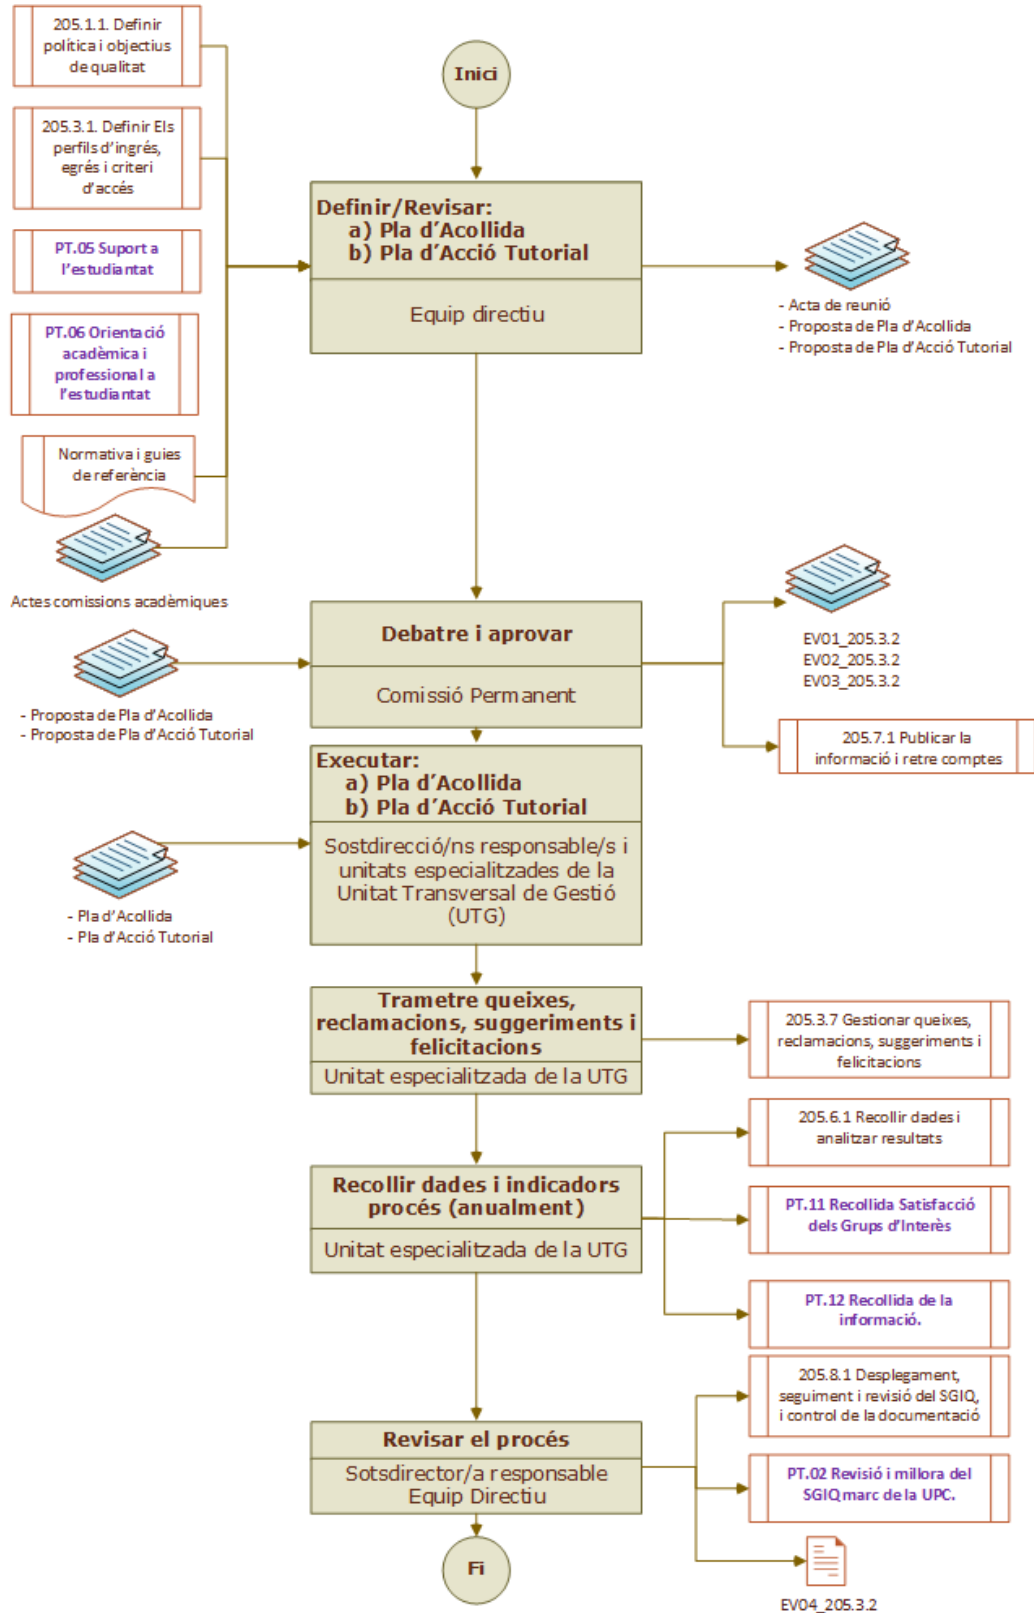 205.1.1. Definir
política i objectius
de qualitat
Inici
205.3.1. Definir Els
perfils d'ingrés,
egrés i criteri
d'accés
Definir/Revisar:
a) Pla d'Acollida
b) Pla d'Acció Tutorial
Equip directiu
PT.05 Suport a
l'estudiantat
PT.06 Orientació
acadèmica i
professional a
l'estudiantat
- Acta de reunió
- Proposta de Pla d'Acollida
- Proposta de Pla d'Acció Tutorial
Normativa i guies
de referència
Actes comissions acadèmiques
Debatre i aprovar
Comissió Permanent
EV01_205.3.2
EV02_205.3.2
EV03_205.3.2
- Proposta de Pla d'Acollida
- Proposta de Pla d'Acció Tutorial
205.7.1 Publicar la
informació i retre comptes
Executar:
a) Pla d'Acollida
b) Pla d'Acció Tutorial
Sostdirecció/ns responsable/s i
unitats especialitzades de la
Unitat Transversal de Gestió
(UTG)
- Pla d'Acollida
- Pla d'Acció Tutorial
Trametre queixes,
reclamacions, suggeriments i
felicitacions
Unitat especialitzada de la UTG
205.3.7 Gestionar queixes,
reclamacions, suggeriments i
felicitacions
205.6.1 Recollir dades i
analitzar resultats
Recollir dades i indicadors
procés (anualment)
Unitat especialitzada de la UTG
PT.11 Recollida Satisfacció
dels Grups d'Interès
PT.12 Recollida de la
informació.
205.8.1 Desplegament,
seguiment i revisió del SGIQ,
i control de la documentació
Revisar el procés
Sotsdirector/a responsable
Equip Directiu
PT.02 Revisió i millora del
SGIQ marc de la UPC.
Fi
EV04_205.3.2